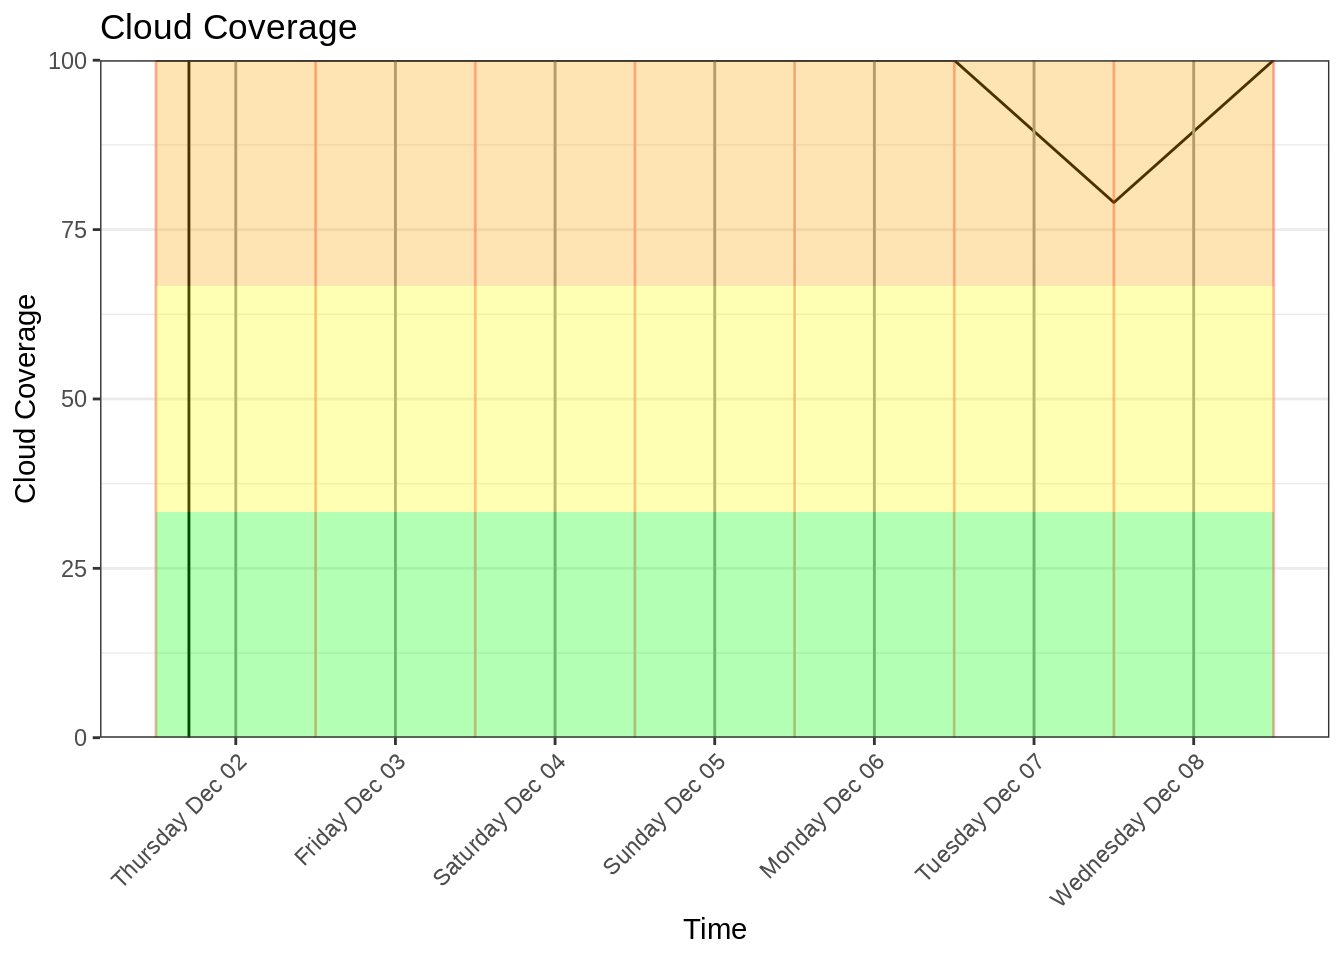 Cloud Coverage
100
75
50
25
0
Cloud Coverage
Thursday Dec 02
Friday Dec 03
Saturday Dec 04
Sunday Dec 05
Monday Dec 06
Tuesday Dec 07
Wednesday Dec 08
Time